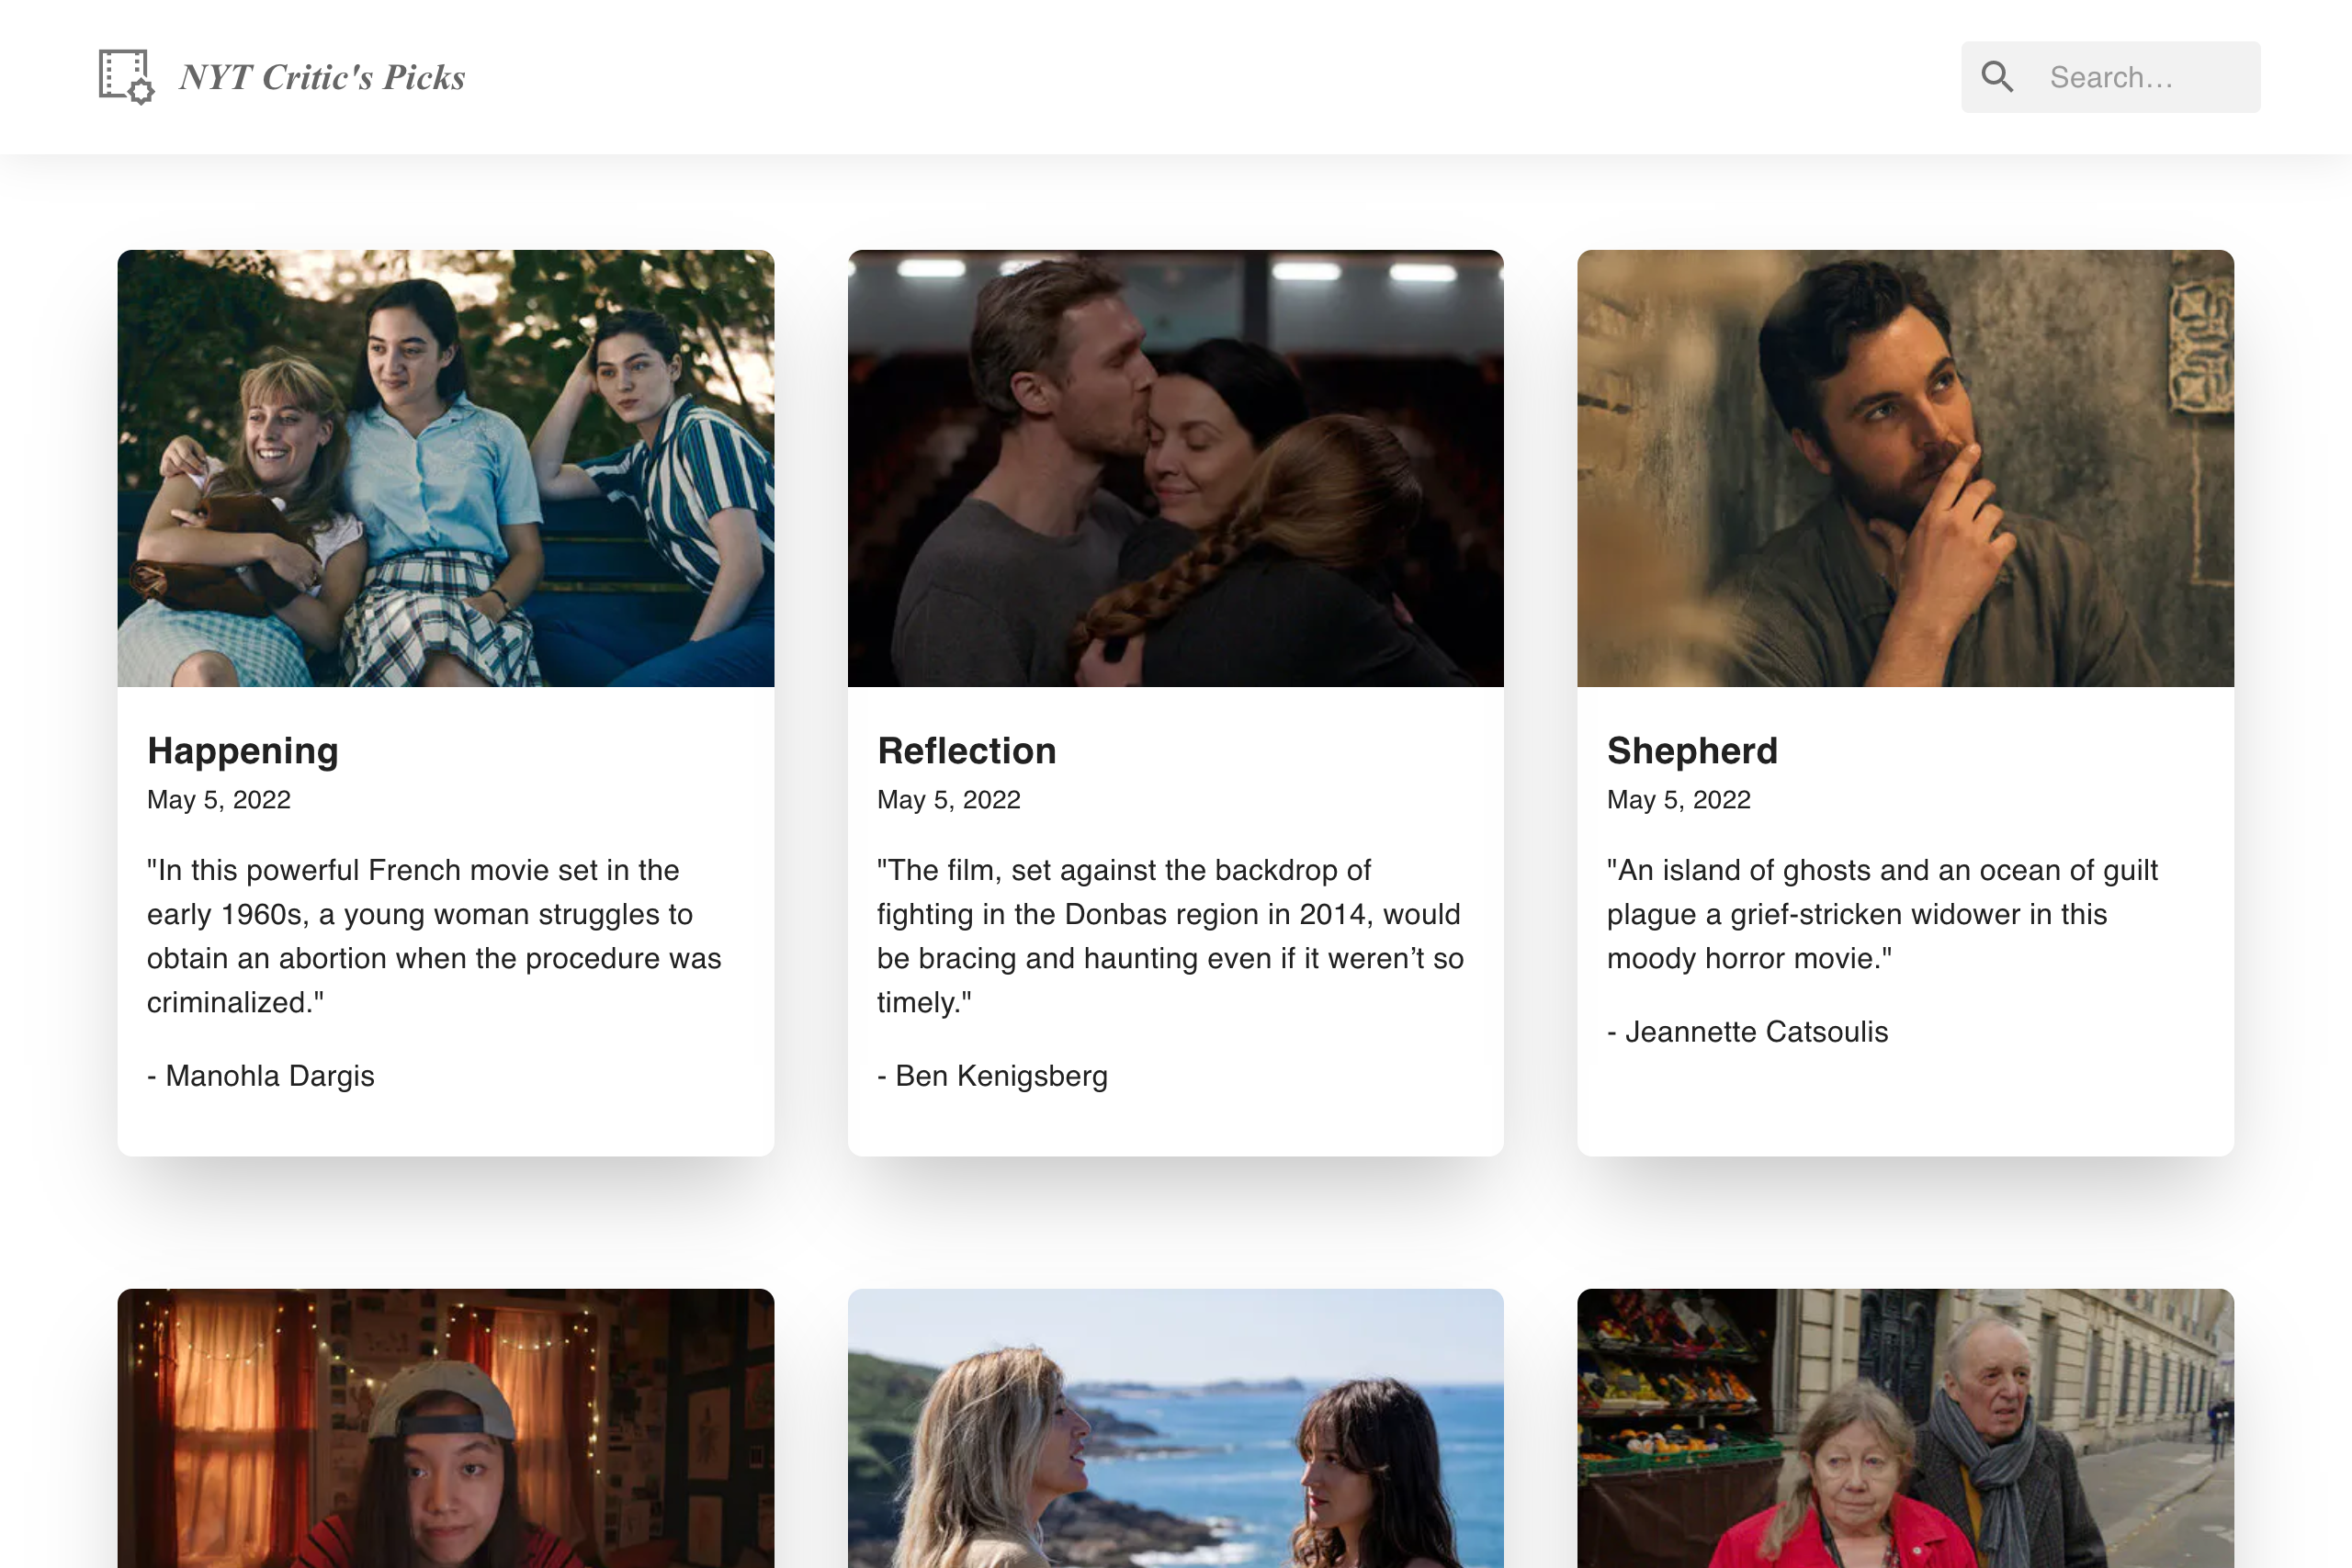 NYT Critic's Picks
Search…
Happening
May 5, 2022
"In this powerful French movie set in the
early 1960s, a young woman struggles to
obtain an abortion when the procedure was
criminalized."
- Manohla Dargis
Reflection
May 5, 2022
"The film, set against the backdrop of
fighting in the Donbas region in 2014, would
be bracing and haunting even if it weren’t so
timely."
- Ben Kenigsberg
Shepherd
May 5, 2022
"An island of ghosts and an ocean of guilt
plague a grief-stricken widower in this
moody horror movie."
- Jeannette Catsoulis